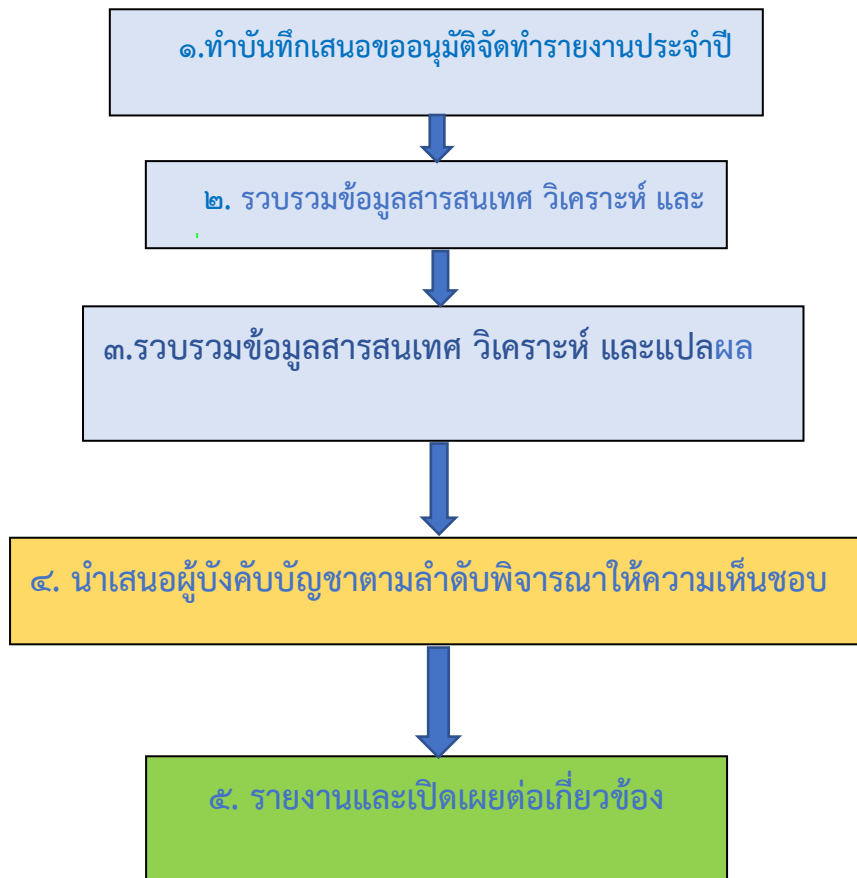 ๑.ทำบันทึกเสนอขออนุมัติจัดทำรายงานประจำปี
๒. รวบรวมข้อมูลสารสนเทศ วิเคราะห์ และ
๓.รวบรวมข้อมูลสารสนเทศ วิเคราะห์ และแปลผล
๔. นำเสนอผู้บังคับบัญชาตามลำดับพิจารณาให้ความเห็นชอบ
๕. รายงานและเปิดเผยต่อเกี่ยวข้อง